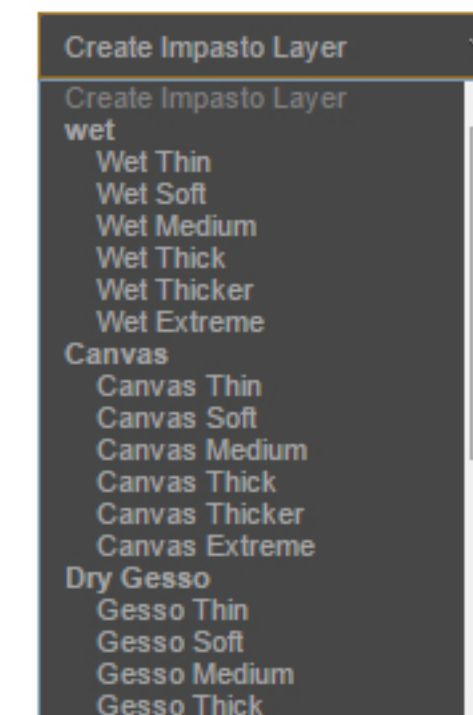 Create Impasto Layer
Create Impasto Layer
wet
Wet Thin
Wet Soft
Wet Medium
Wet Thick
Wet Thicker
Wet Extreme
Canvas
Canvas Thin
Canvas Soft
Canvas Medium
Canvas Thick
Canvas Thicker
Canvas Extreme
Dry Gesso
Gesso Thin
Gesso Soft
Gesso Medium
Gesso Thick